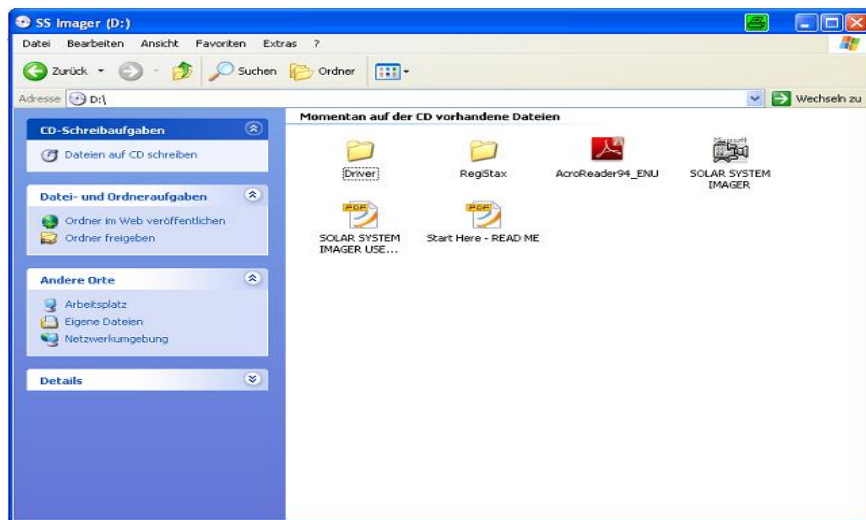 SS Imager (D:)
Datei Bearbeiten Ansicht Favoriten Extras ?
Zurück Suchen Ordner
Adresse D:\ Wechseln zu
CD-Schreibaufgaben
Dateien auf CD schreiben
Datei- und Ordneraufgaben
Ordner im Web veröffentlichen
Ordner freigeben
Andere Orte
Arbeitsplatz
Eigene Dateien
Netzwerkumgebung
Details
Momentan auf der CD vorhandene Dateien
Driver RegiStax AcroReader94_ENU SOLAR SYSTEM
IMAGER
SOLAR SYSTEM Start Here - READ ME
IMAGER USE...